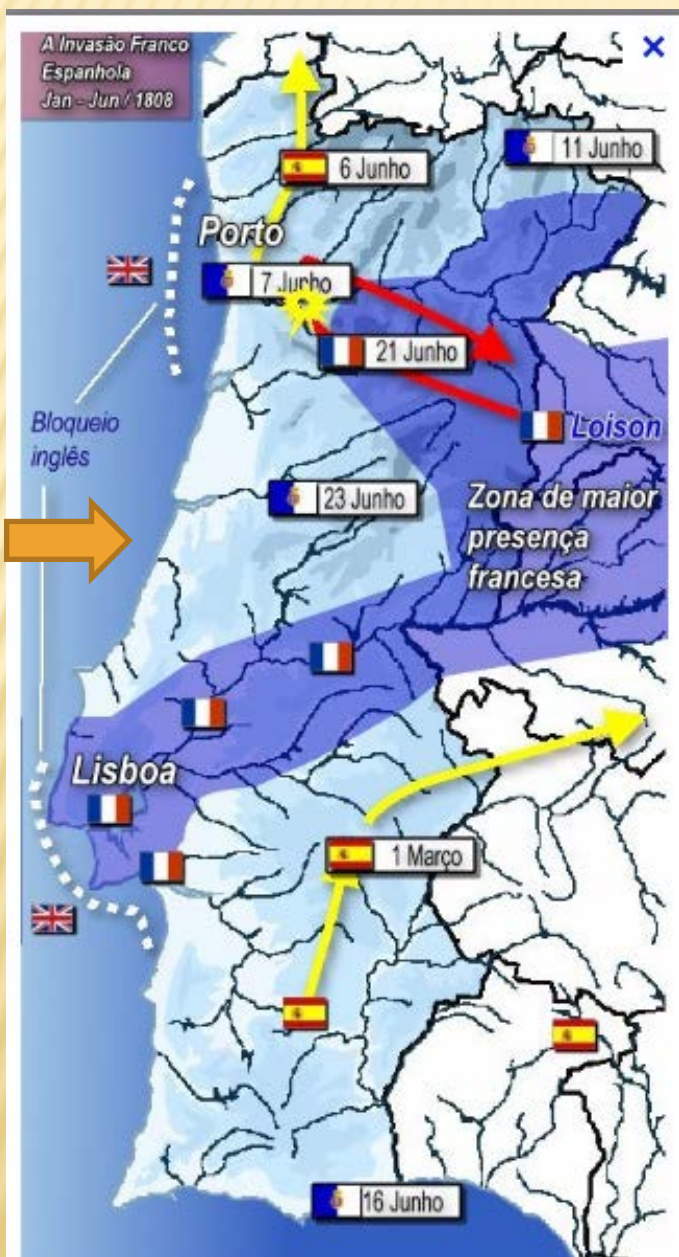 A Invasão Franco
Espanhola
Jan - Jun / 1808
11 Junho
6 Junho
Porto
7 Junho
21 Junho
Loison
Bloqueio
inglês
23 Junho
Zona de maior
presença
francesa
Lisboa
1 Março
16 Junho